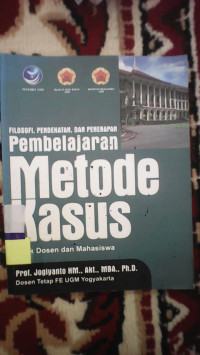 FILOSOFI, PENDEKATAN, DAN PENERAPAN
Pembelajaran
Metode
Kasus
Dosen dan Mahasiswa
Prof. Jogiyanto HM., Akt., MBA., Ph.D.
Dosen Tetap FE UGM Yogyakarta